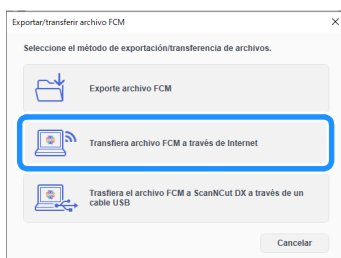 Exportar/transferir archivo FCM
Seleccione el método de exportación/transferencia de archivos.
Exporte archivo FCM
Transfiera archivo FCM a través de Internet
Trasfiera el archivo FCM a ScanNCut DX a través de un
cable USB
Cancelar